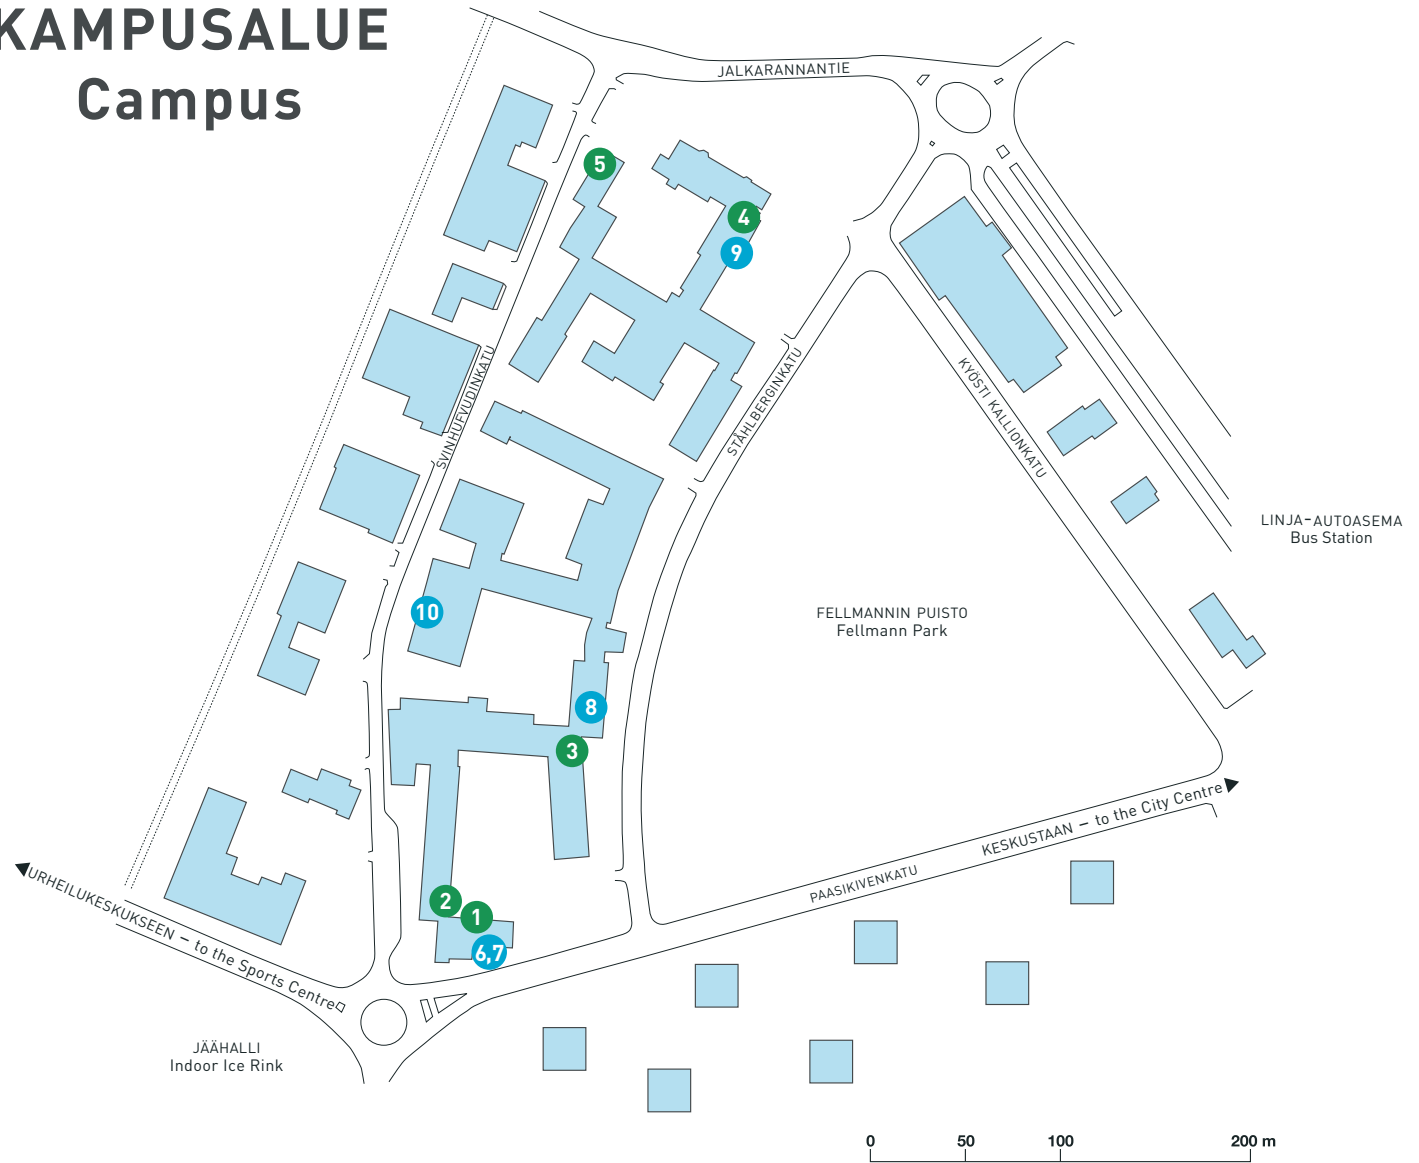 KAMPUSALUE
Campus
JALKARANNANTIE
5
4
9
SVINHUFVUDINKATU
STÅHLBERGINKATU
KYÖSTI KALLIONKATU
LINJA-AUTOASEMA
Bus Station
10
FELLMANNIN PUISTO
Fellmann Park
8
3
KESKUSTAAN – to the City Centre
PAASIKIVENKATU
2
1
6,7
URHEILUKESKUKSEEN – to the Sports Centre
JÄÄHALLI
Indoor Ice Rink
0 50 100 200 m